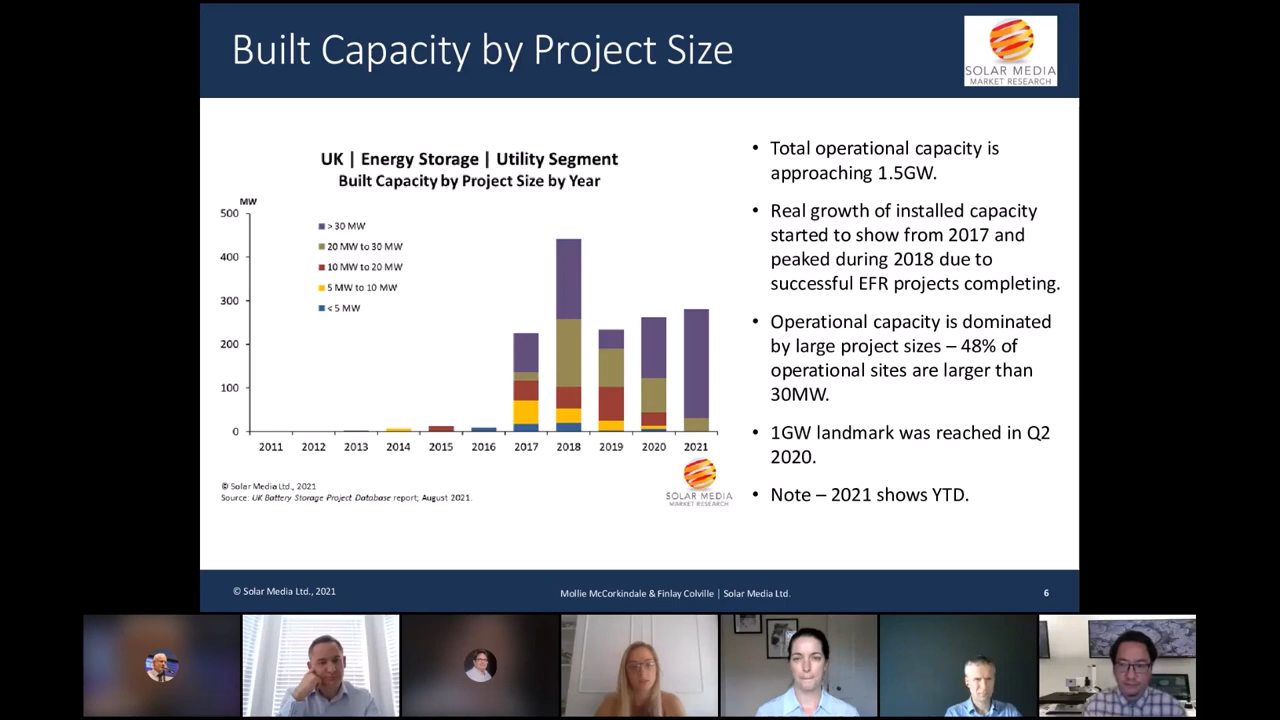 Built Capacity by Project Size
SOLAR MEDIA
MARKET RESEARCH
UK | Energy Storage | Utility Segment
Built Capacity by Project Size by Year
MW
500
400
300
200
100
0
> 30 MW
20 MW to 30 MW
10 MW to 20 MW
5 MW to 10 MW
< 5 MW
2011 2012 2013 2014 2015 2016 2017 2018 2019 2020 2021
© Solar Media Ltd., 2021
Source: UK Battery Storage Project Database report; August 2021.
SOLAR MEDIA
MARKET RESEARCH
• Total operational capacity is
approaching 1.5GW.
• Real growth of installed capacity
started to show from 2017 and
peaked during 2018 due to
successful EFR projects completing.
• Operational capacity is dominated
by large project sizes – 48% of
operational sites are larger than
30MW.
• 1GW landmark was reached in Q2
2020.
• Note – 2021 shows YTD.
© Solar Media Ltd., 2021
Mollie McCorkindale & Finlay Colville | Solar Media Ltd.
6